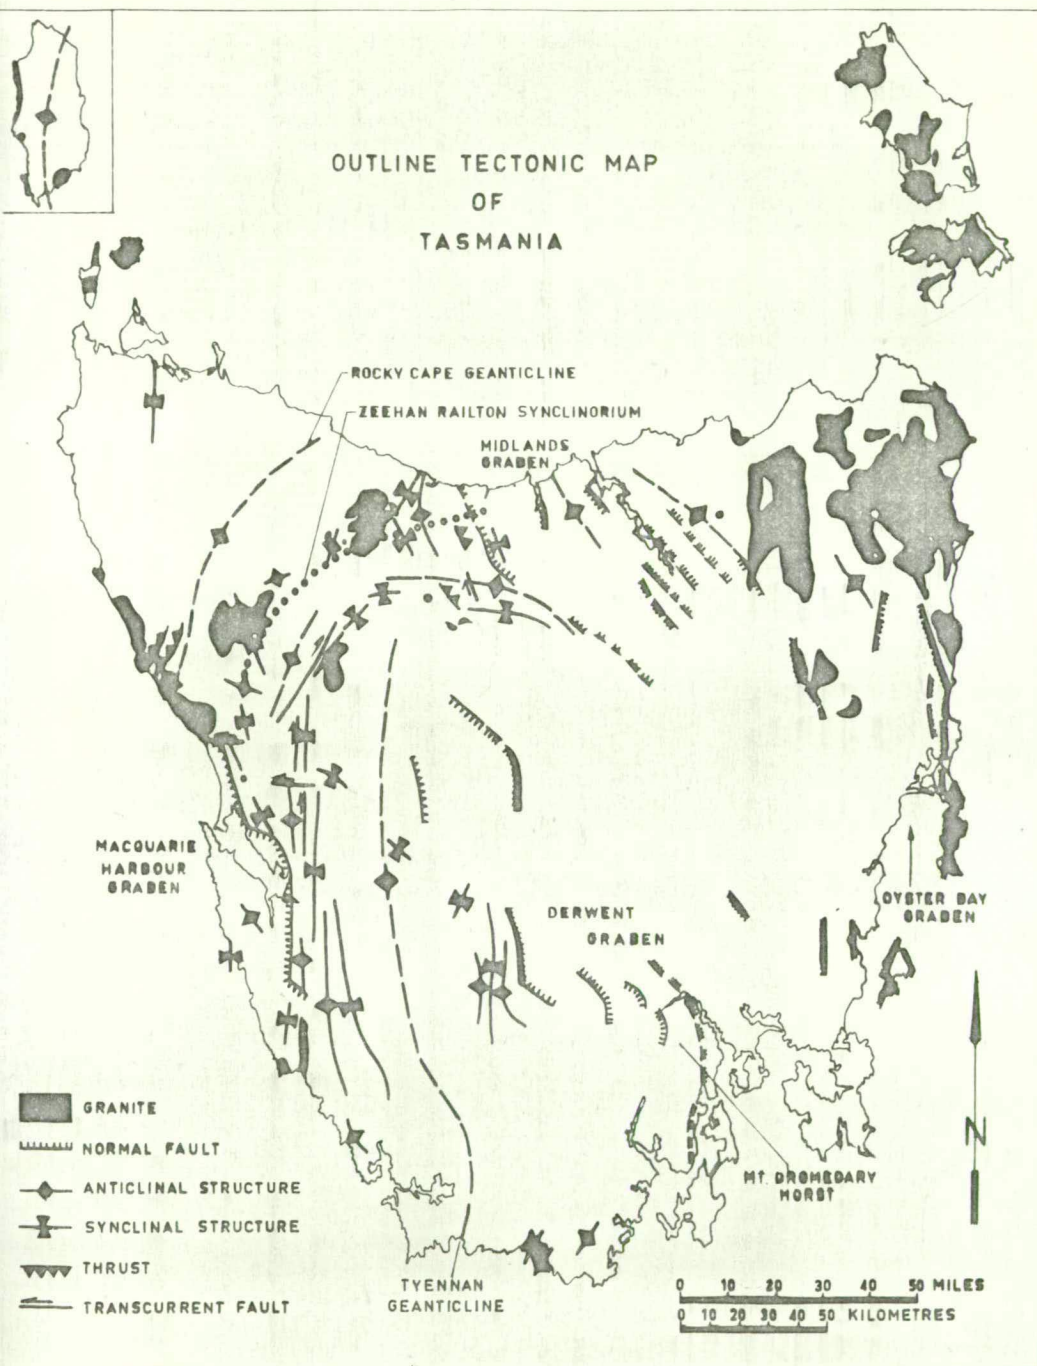 OUTLINE TECTONIC MAP
OF
TASMANIA
ROCKY CAPE GEANTICLINE
ZEEHAN RAILTON SYNCLINORIUM
MIDLANDS
GRABEN
MACQUARIE
HARBOUR
GRABEN
DERWENT
GRABEN
OYSTER BAY
GRABEN
GRANITE
NORMAL FAULT
ANTICLINAL STRUCTURE
SYNCLINAL STRUCTURE
THRUST
TRANSCURRENT FAULT
N
MT. DROMEDARY
HORST
TYENNAN
GEANTICLINE
0 10 20 30 40 50 MILES
0 10 20 30 40 50 KILOMETRES